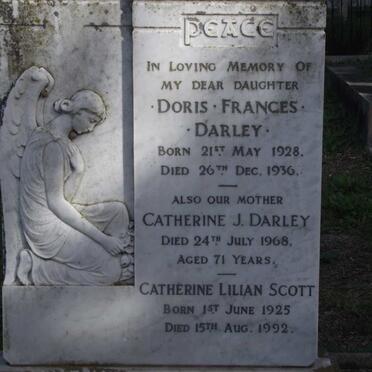 PEACE
IN LOVING MEMORY OF
MY DEAR DAUGHTER
· DORIS · FRANCES ·
· DARLEY ·
BORN 21ST MAY 1928.
DIED 26TH DEC. 1936.
ALSO OUR MOTHER
CATHERINE J. DARLEY
DIED 24TH JULY 1968,
AGED 71 YEARS.
CATHERINE LILIAN SCOTT
BORN 1ST JUNE 1925
DIED 15TH AUG. 1992.